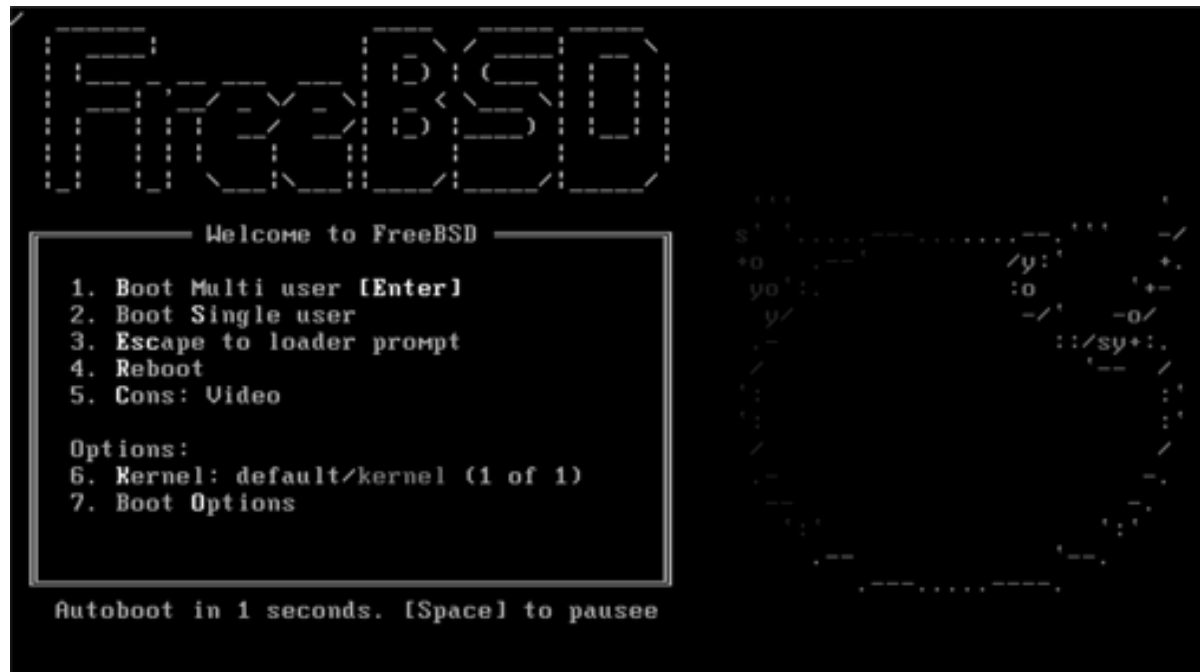 FreeBSD
Welcome to FreeBSD
1. Boot Multi user [Enter]
2. Boot Single user
3. Escape to loader prompt
4. Reboot
5. Cons: Video
Options:
6. Kernel: default/kernel (1 of 1)
7. Boot Options
Autoboot in 1 seconds. [Space] to pausee